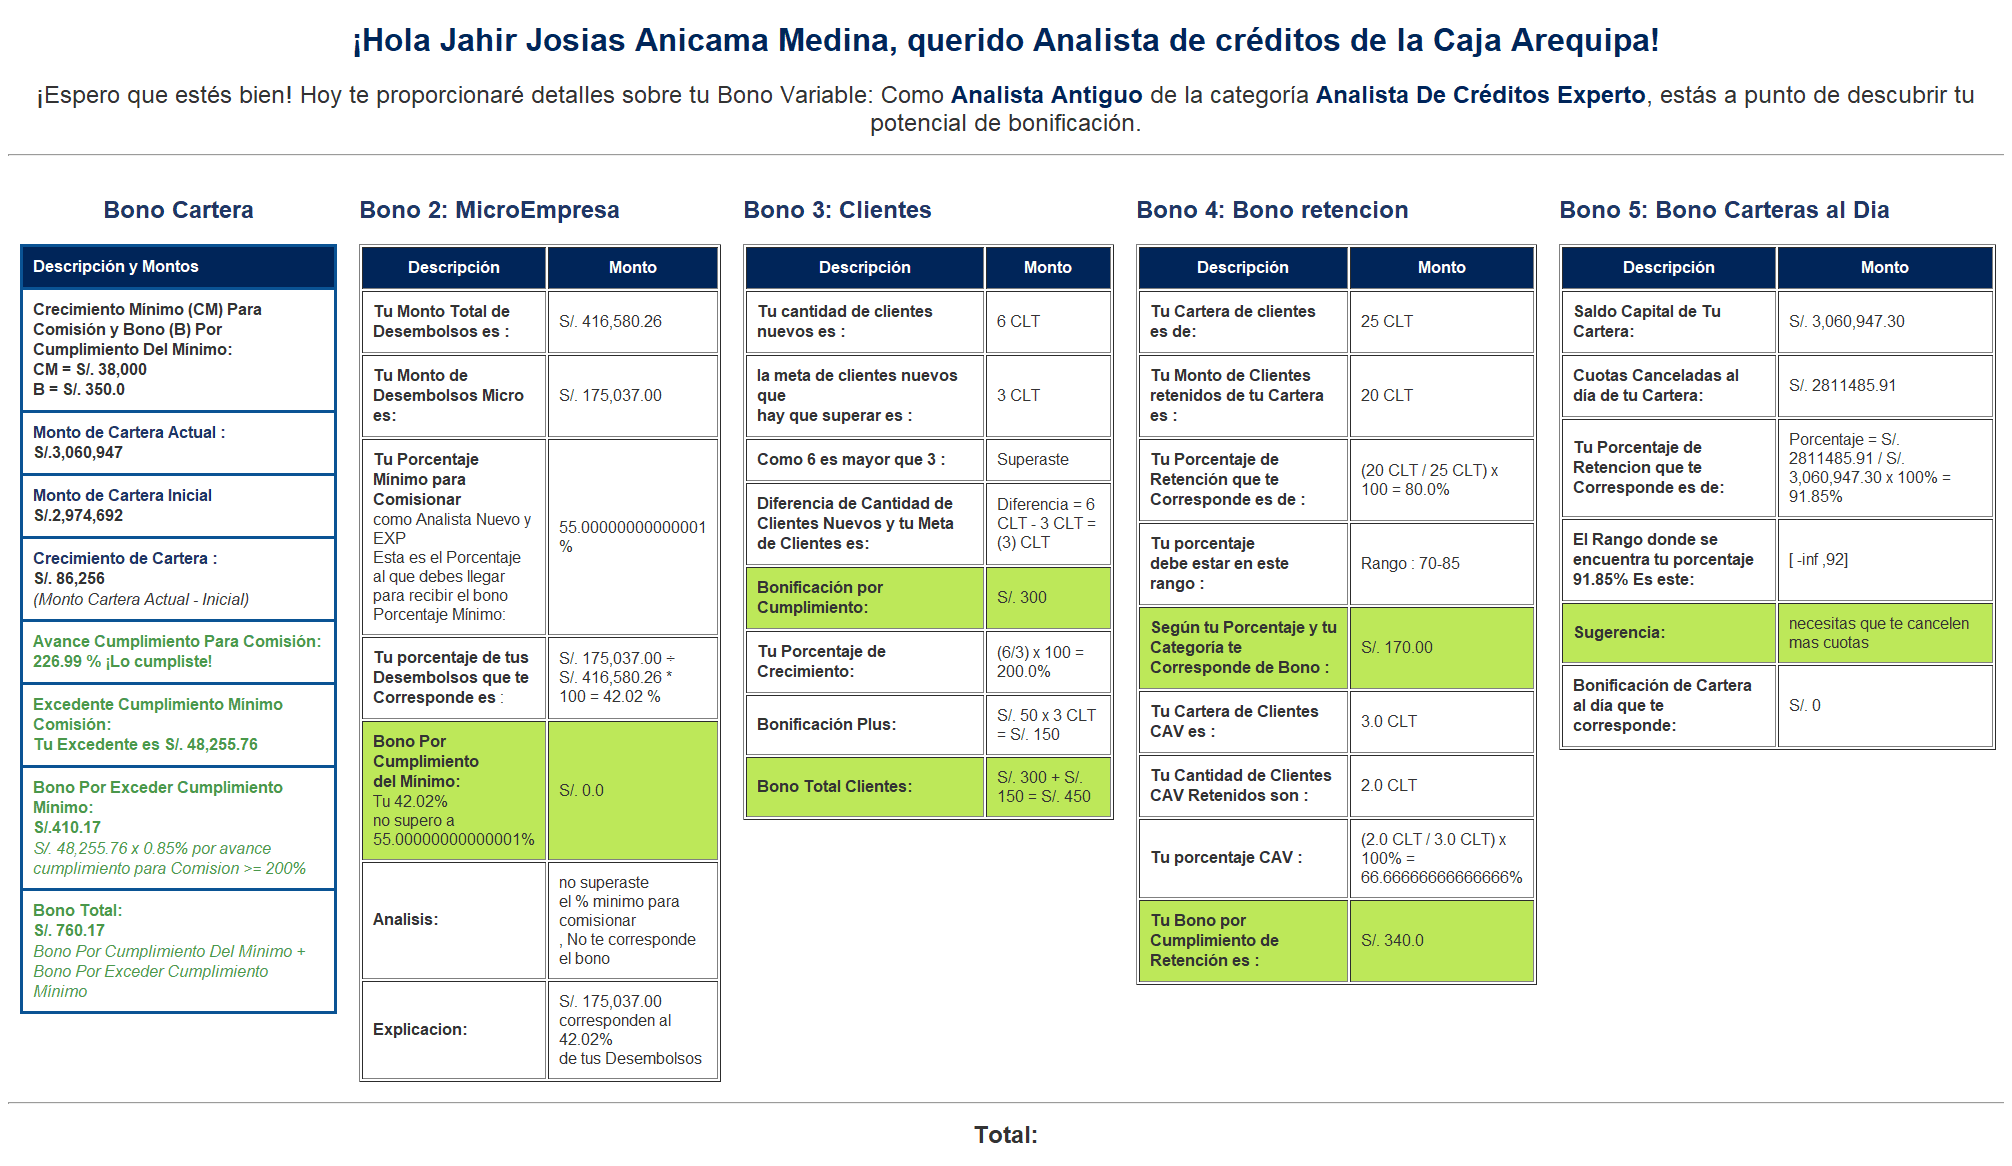 ¡Hola Jahir Josias Anicama Medina, querido Analista de créditos de la Caja Arequipa!
¡Espero que estés bien! Hoy te proporcionaré detalles sobre tu Bono Variable: Como Analista Antiguo de la categoría Analista De Créditos Experto, estás a punto de descubrir tu
potencial de bonificación.
Bono Cartera
Descripción y Montos
Crecimiento Mínimo (CM) Para
Comisión y Bono (B) Por
Cumplimiento Del Mínimo:
CM = S/. 38,000
B = S/. 350.0
Monto de Cartera Actual :
S/.3,060,947
Monto de Cartera Inicial
S/.2,974,692
Crecimiento de Cartera :
S/. 86,256
(Monto Cartera Actual - Inicial)
Avance Cumplimiento Para Comisión:
226.99 % ¡Lo cumpliste!
Excedente Cumplimiento Mínimo
Comisión:
Tu Excedente es S/. 48,255.76
Bono Por Exceder Cumplimiento
Mínimo:
S/.410.17
S/. 48,255.76 x 0.85% por avance
cumplimiento para Comision >= 200%
Bono Total:
S/. 760.17
Bono Por Cumplimiento Del Mínimo +
Bono Por Exceder Cumplimiento
Mínimo
Bono 2: MicroEmpresa
Descripción Monto
Tu Monto Total de
Desembolsos es :
S/. 416,580.26
Tu Monto de
Desembolsos Micro
es:
S/. 175,037.00
Tu Porcentaje
Mínimo para
Comisionar
como Analista Nuevo y
EXP
Esta es el Porcentaje
al que debes llegar
para recibir el bono
Porcentaje Mínimo:
55.00000000000001
%
Tu porcentaje de tus
Desembolsos que te
Corresponde es :
S/. 175,037.00 ÷
S/. 416,580.26 *
100 = 42.02 %
Bono Por
Cumplimiento
del Mínimo:
Tu 42.02%
no supero a
55.00000000000001%
S/. 0.0
Analisis:
no superaste
el % minimo para
comisionar
, No te corresponde
el bono
Explicacion:
S/. 175,037.00
corresponden al
42.02%
de tus Desembolsos
Bono 3: Clientes
Descripción Monto
Tu cantidad de clientes
nuevos es :
6 CLT
la meta de clientes nuevos
que
hay que superar es :
3 CLT
Como 6 es mayor que 3 :
Superaste
Diferencia de Cantidad de
Clientes Nuevos y tu Meta
de Clientes es:
Diferencia = 6
CLT - 3 CLT =
(3) CLT
Bonificación por
Cumplimiento:
S/. 300
Tu Porcentaje de
Crecimiento:
(6/3) x 100 =
200.0%
Bonificación Plus:
S/. 50 x 3 CLT
= S/. 150
Bono Total Clientes:
S/. 300 + S/.
150 = S/. 450
Bono 4: Bono retencion
Descripción Monto
Tu Cartera de clientes
es de:
25 CLT
Tu Monto de Clientes
retenidos de tu Cartera
es :
20 CLT
Tu Porcentaje de
Retención que te
Corresponde es de :
(20 CLT / 25 CLT) x
100 = 80.0%
Tu porcentaje
debe estar en este
rango :
Rango : 70-85
Según tu Porcentaje y tu
Categoría te
Corresponde de Bono :
S/. 170.00
Tu Cartera de Clientes
CAV es :
3.0 CLT
Tu Cantidad de Clientes
CAV Retenidos son :
2.0 CLT
Tu porcentaje CAV :
(2.0 CLT / 3.0 CLT) x
100% =
66.66666666666666%
Tu Bono por
Cumplimiento de
Retención es :
S/. 340.0
Bono 5: Bono Carteras al Dia
Descripción Monto
Saldo Capital de Tu
Cartera:
S/. 3,060,947.30
Cuotas Canceladas al
día de tu Cartera:
S/. 2811485.91
Tu Porcentaje de
Retencion que te
Corresponde es de:
Porcentaje = S/.
2811485.91 / S/.
3,060,947.30 x 100% =
91.85%
El Rango donde se
encuentra tu porcentaje
91.85% Es este:
[ -inf ,92]
Sugerencia:
necesitas que te cancelen
mas cuotas
Bonificación de Cartera
al día que te
corresponde:
S/. 0
Total: